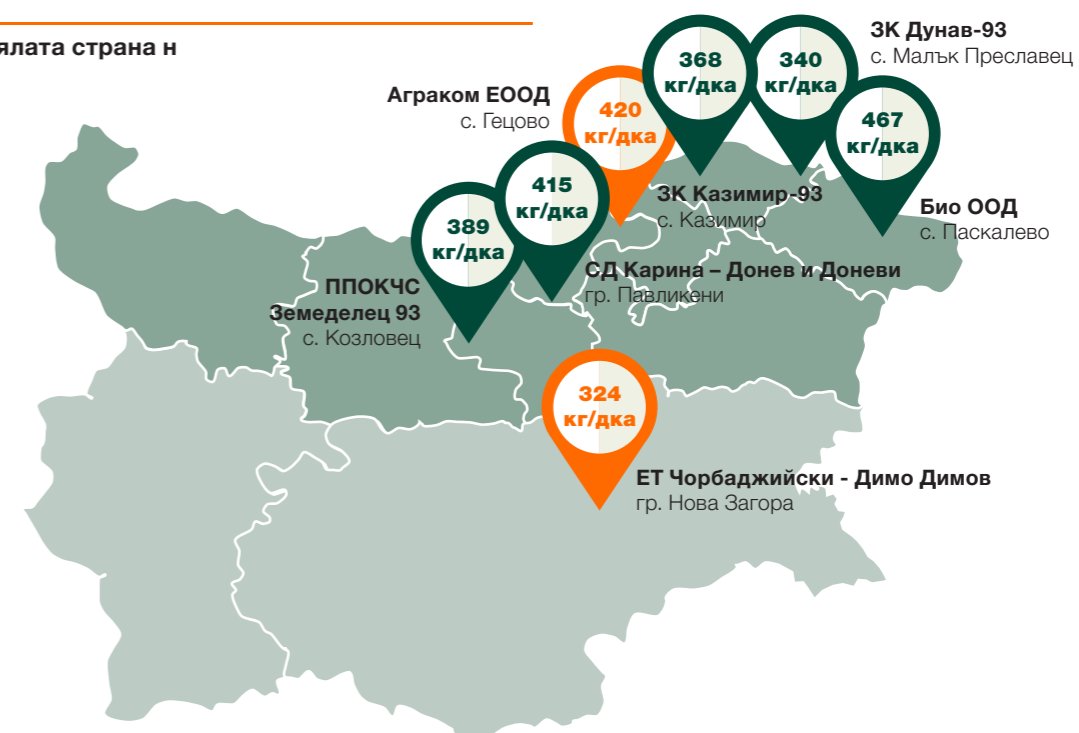 ялата страна н
ЗК Дунав-93
с. Малък Преславец
368
кг/дка
340
кг/дка
Аграком ЕООД
с. Гецово
420
кг/дка
467
кг/дка
415
кг/дка
ЗК Казимир-93
с. Казимир
Био ООД
с. Паскалево
389
кг/дка
СД Карина – Донев и Доневи
гр. Павликени
ППОКЧС
Земеделец 93
с. Козловец
324
кг/дка
ЕТ Чорбаджийски - Димо Димов
гр. Нова Загора